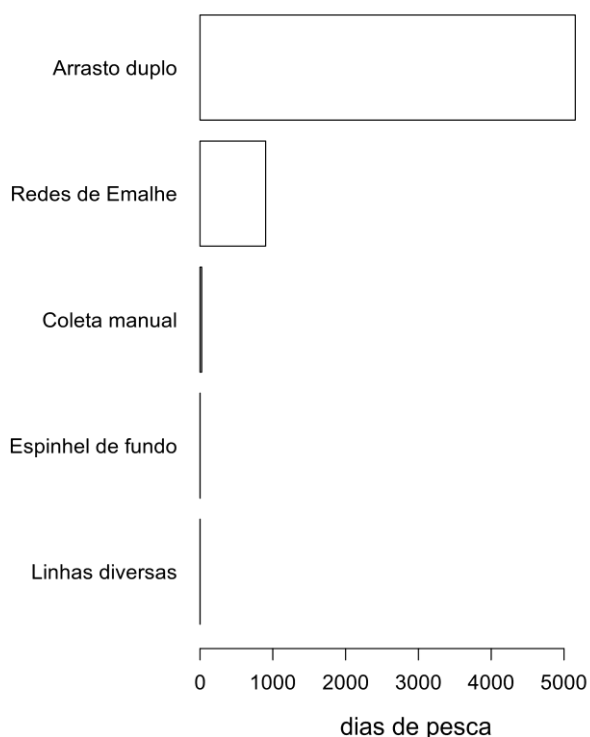 Arrasto duplo
Redes de Emalhe
Coleta manual
Espinhel de fundo
Linhas diversas
0 1000 2000 3000 4000 5000
dias de pesca